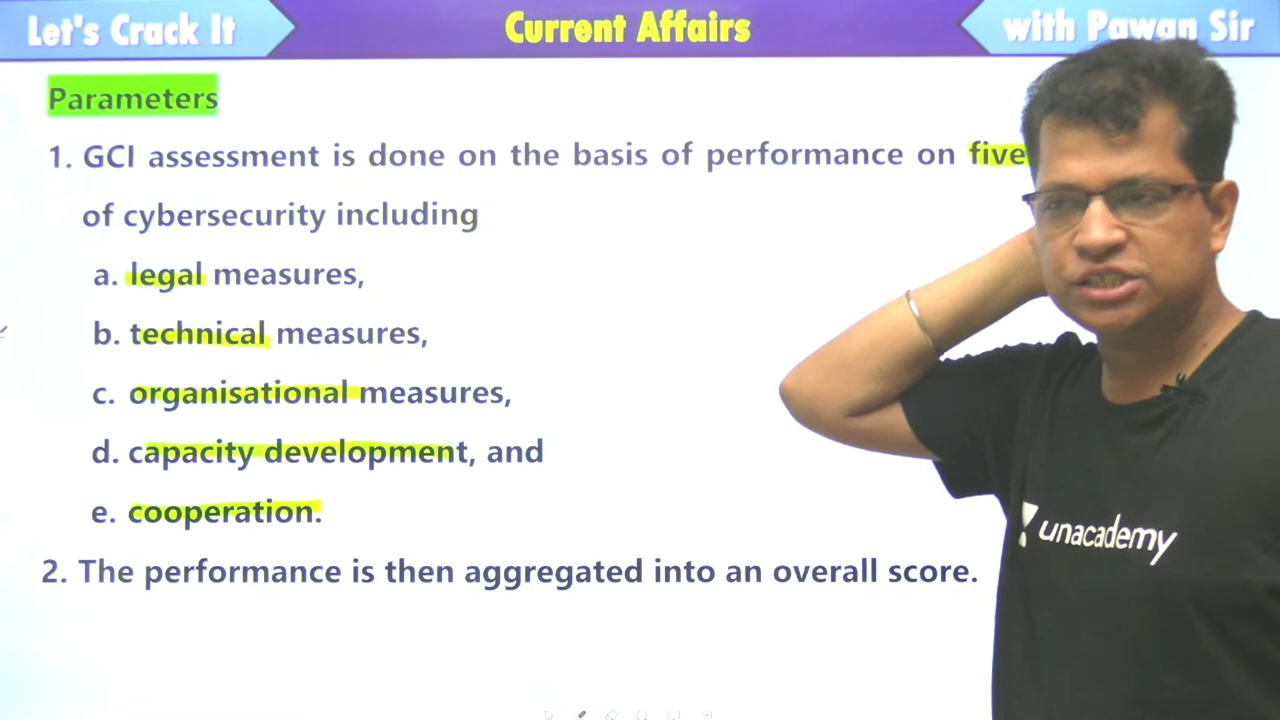 Let's Crack It
Current Affairs
with Pawan Sir
Parameters
1. GCI assessment is done on the basis of performance on five
of cybersecurity including
a. legal measures,
b. technical measures,
c. organisational measures,
d. capacity development, and
e. cooperation.
2. The performance is then aggregated into an overall score.
unacademy